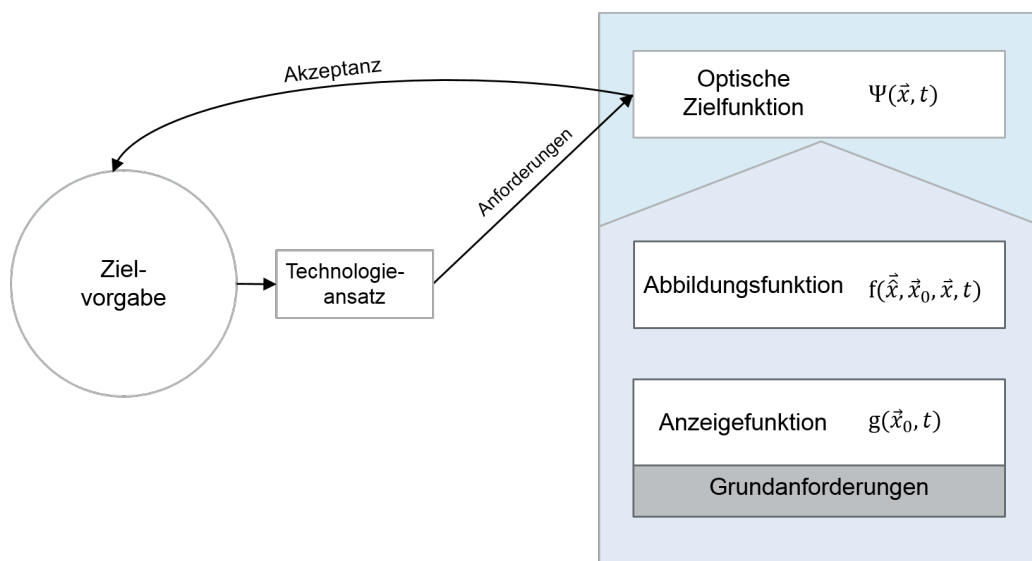 Akzeptanz
Anforderungen
Ziel-
vorgabe
Technologie-
ansatz
Optische
Zielfunktion
Ψ(x⃗, t)
Abbildungsfunktion f(x̂⃗, x⃗₀, x⃗, t)
Anzeigefunktion g(x⃗₀, t)
Grundanforderungen